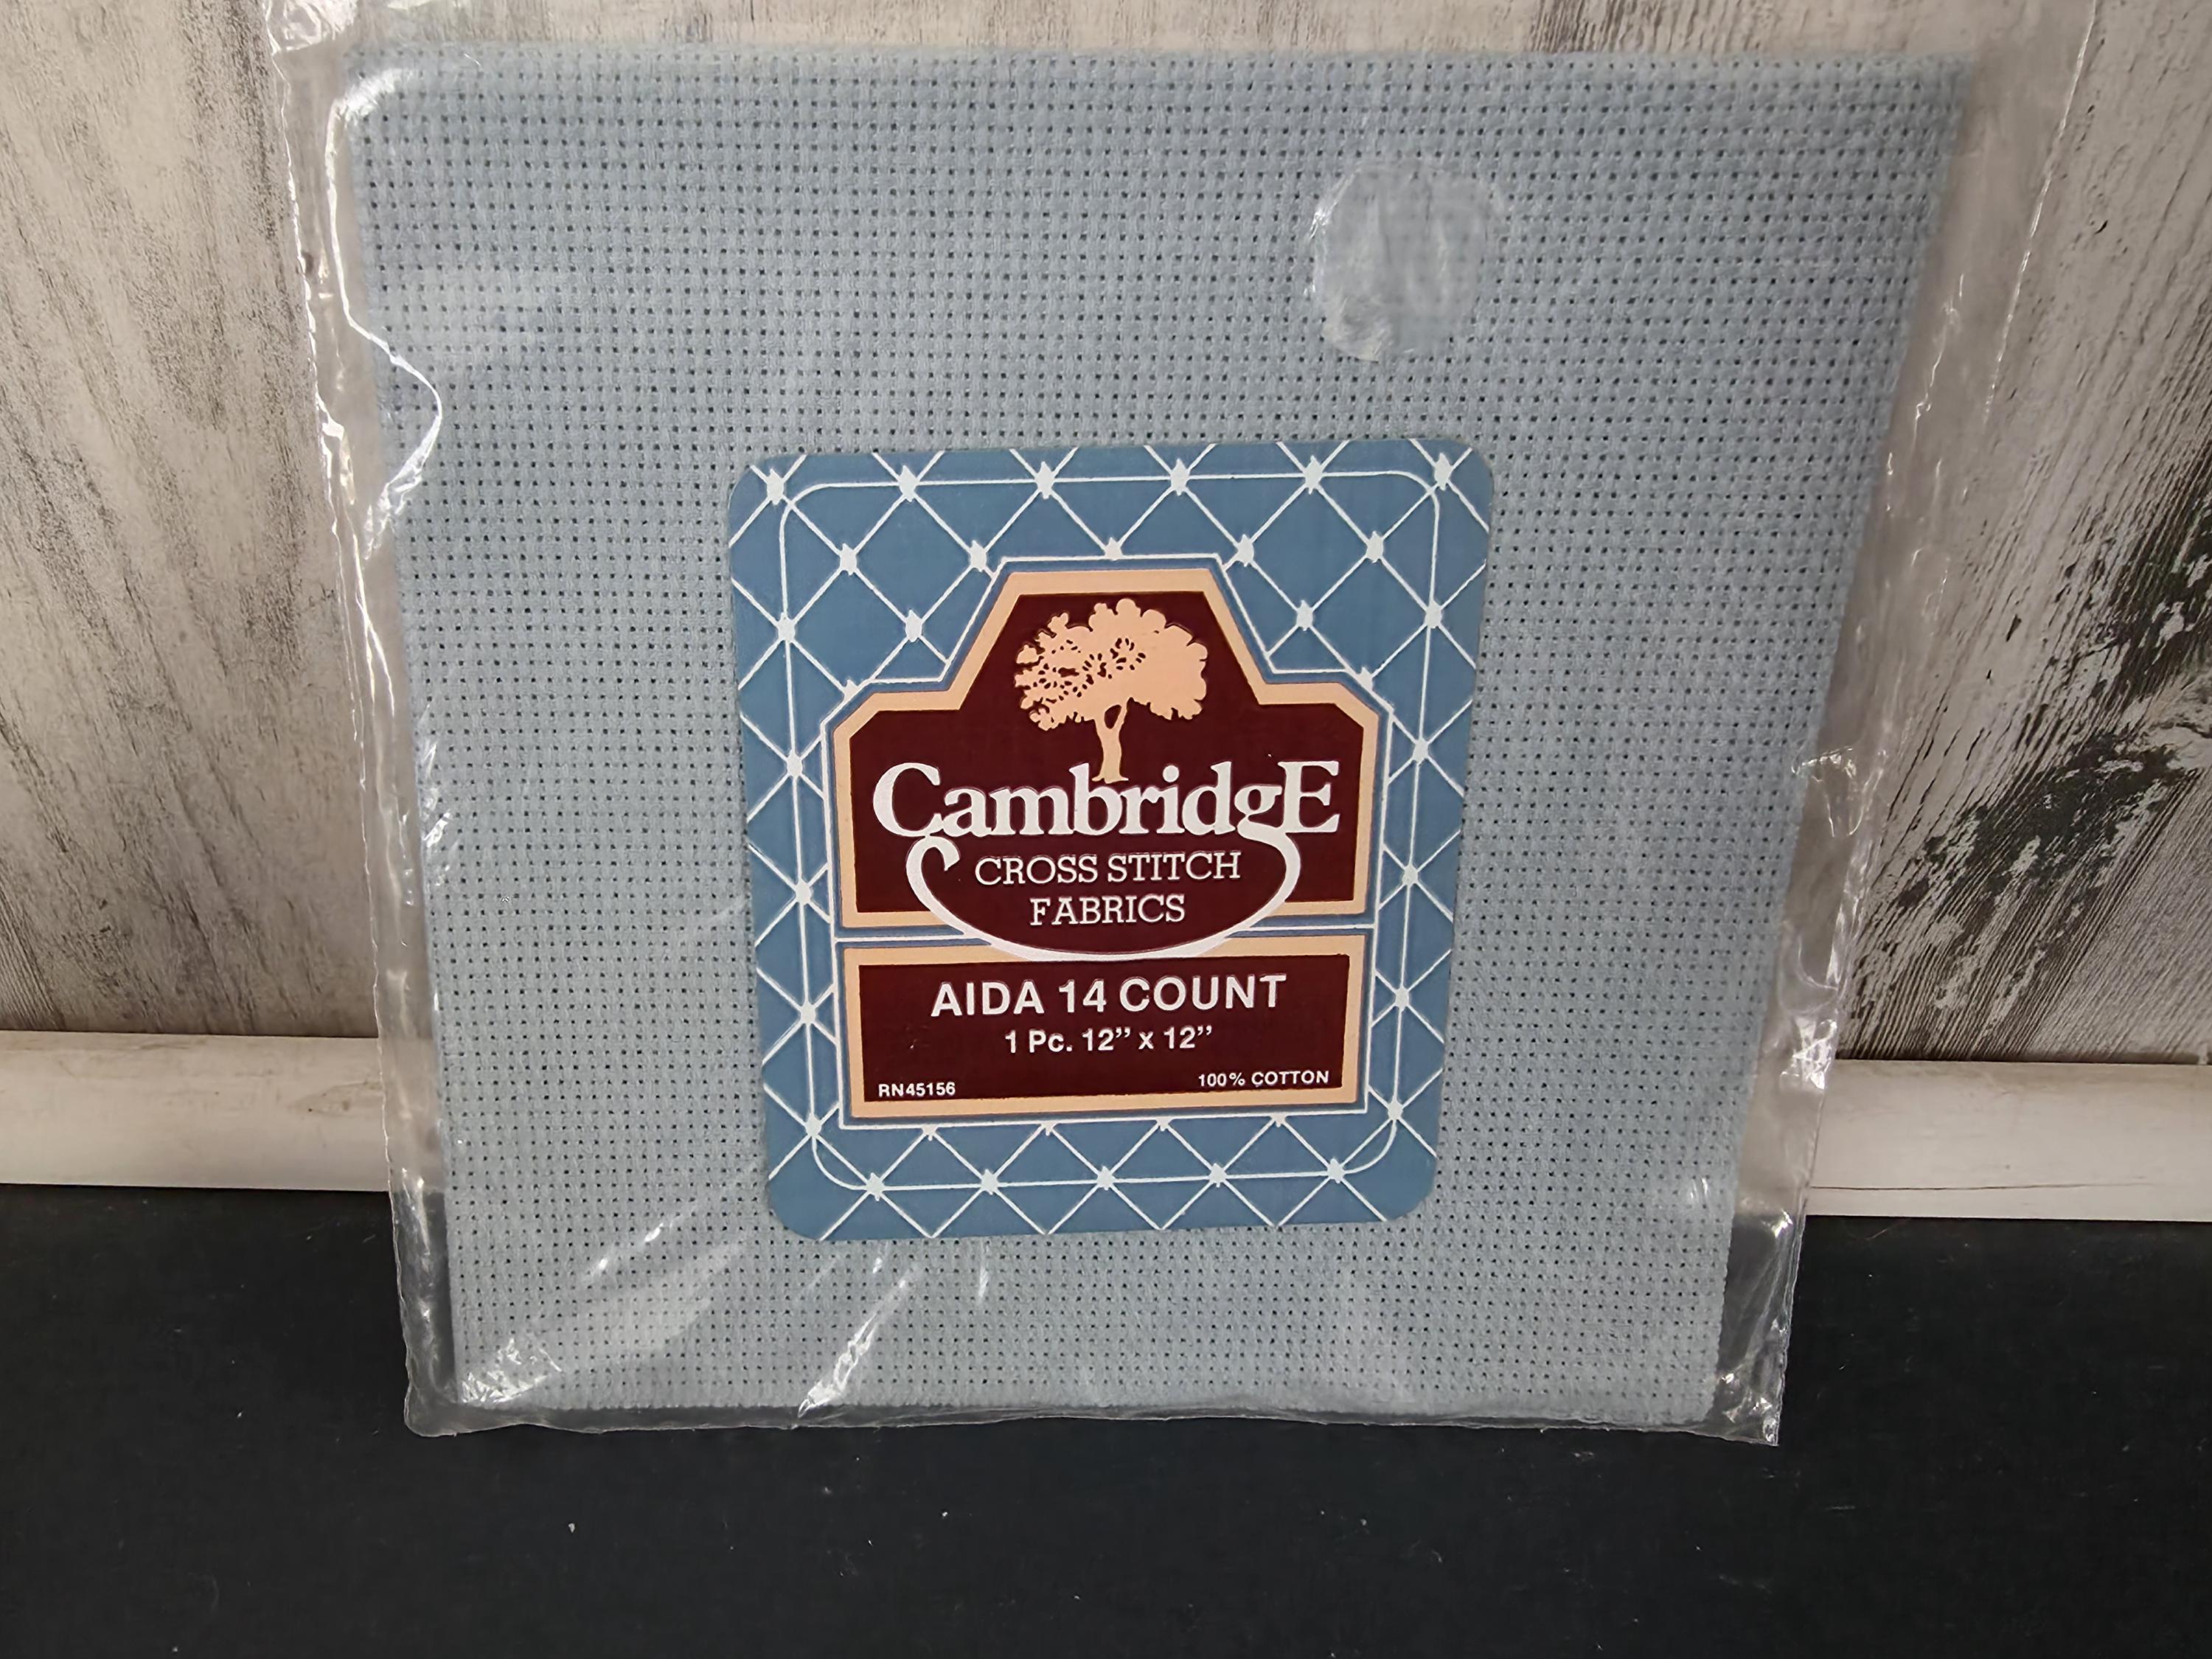 CambridgE
CROSS STITCH
FABRICS
AIDA 14 COUNT
1 Pc. 12” x 12”
RN45156
100% COTTON